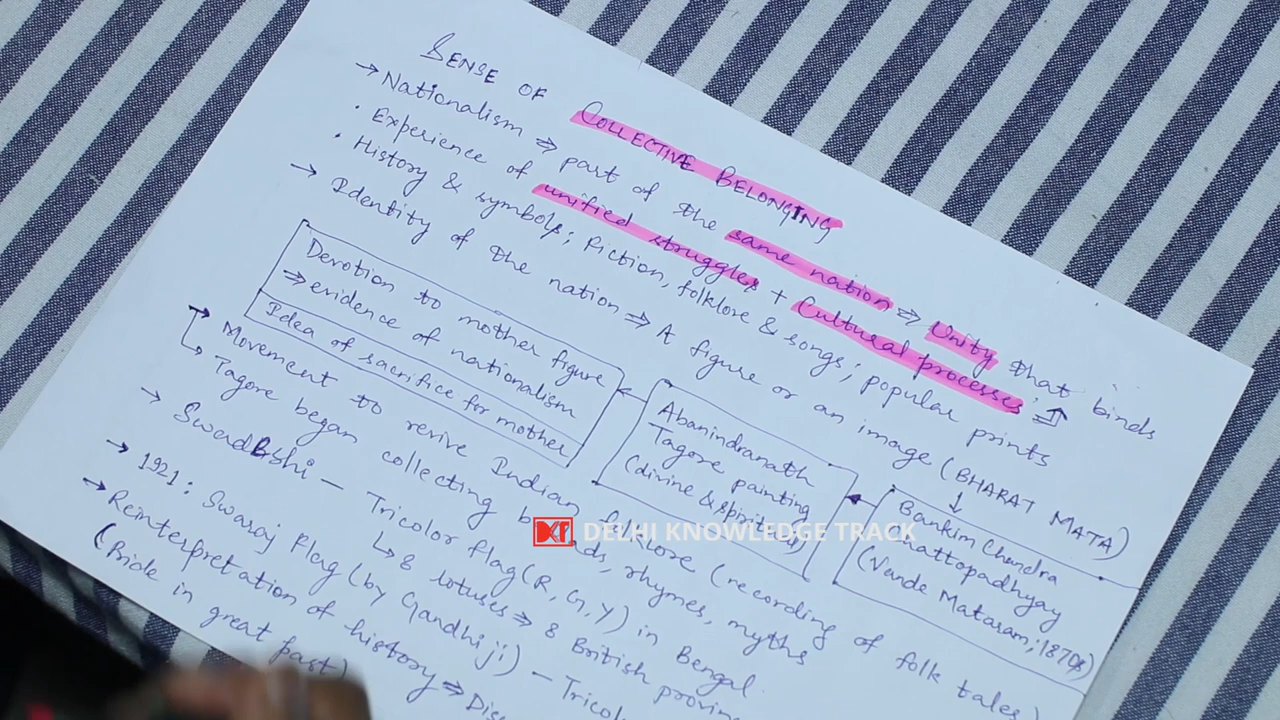 SENSE OF COLLECTIVE BELONGING
→ Nationalism ⇒ part of the same nation ⇒ Unity that binds
· Experience of unified struggles + Cultural processes;
· History & symbols; Fiction, folklore & songs; popular prints
→ Identity of the nation ⇒ A figure or an image (BHARAT MATA)
Devotion to mother figure
⇒ evidence of nationalism
Idea of sacrifice for mother
Abanindranath
Tagore painting
(divine & spiritual)
Bankim Chandra
Chattopadhyay
(Vande Mataram; 1870s)
→ Movement to revive Indian folklore (recording of folk tales)
→ Tagore began collecting ballads, rhymes, myths
→ Swadeshi – Tricolor flag (R, G, Y) in Bengal.
↳ 8 lotuses ⇒ 8 British
→ 1921: Swaraj Flag (by Gandhiji) –
→ Reinterpretation of history ⇒
(Pride in great past)
DELHI KNOWLEDGE TRACK